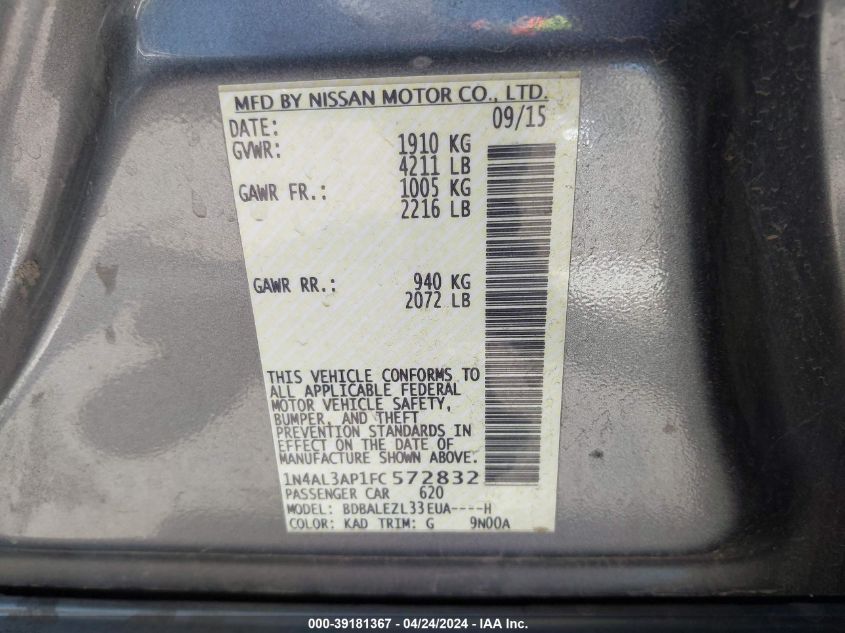 MFD BY NISSAN MOTOR CO., LTD.
DATE: 09/15
GVWR: 1910 KG
4211 LB
GAWR FR.: 1005 KG
2216 LB
GAWR RR.: 940 KG
2072 LB
THIS VEHICLE CONFORMS TO
ALL APPLICABLE FEDERAL
MOTOR VEHICLE SAFETY,
BUMPER, AND THEFT
PREVENTION STANDARDS IN
EFFECT ON THE DATE OF
MANUFACTURE SHOWN ABOVE.
1N4AL3AP1FC572832
PASSENGER CAR 620
MODEL: BDBALEZL33EUA----H
COLOR: KAD TRIM: G 9N00A
000-39181367 - 04/24/2024 - IAA Inc.